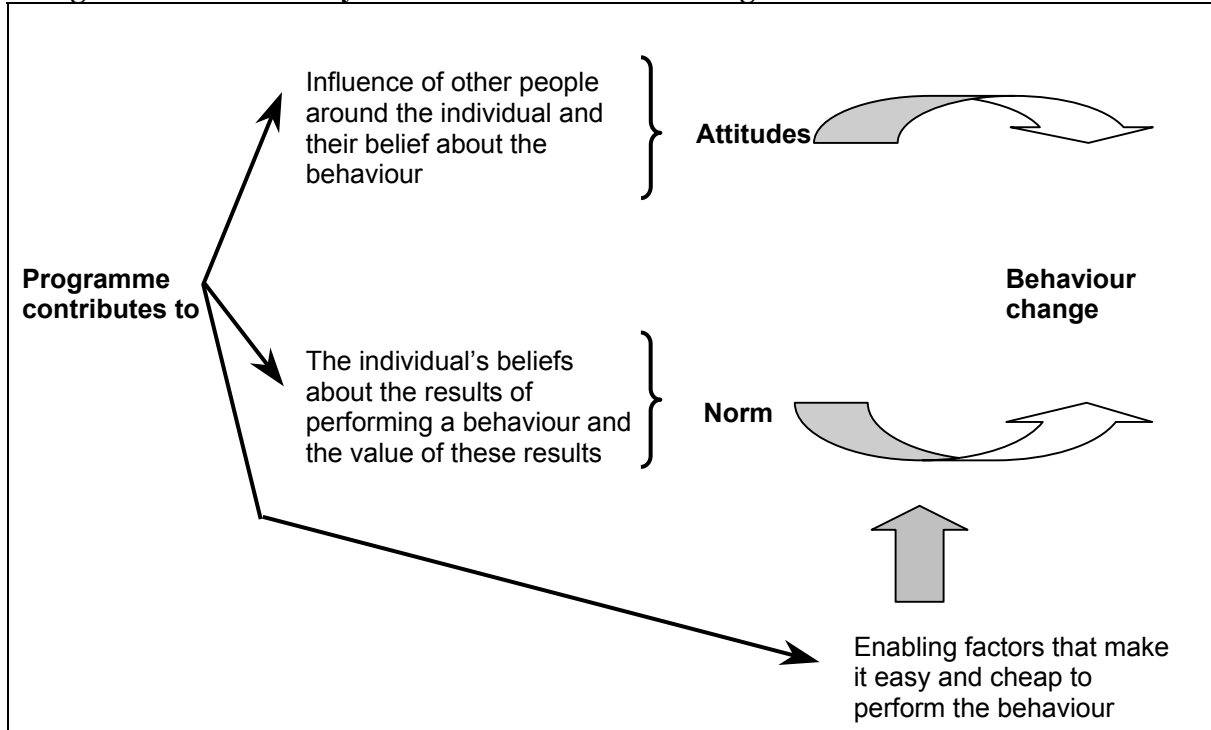 Influence of other people
around the individual and
their belief about the
behaviour
Attitudes
Programme
contributes to
Behaviour
change
The individual’s beliefs
about the results of
performing a behaviour and
the value of these results
Norm
Enabling factors that make
it easy and cheap to
perform the behaviour